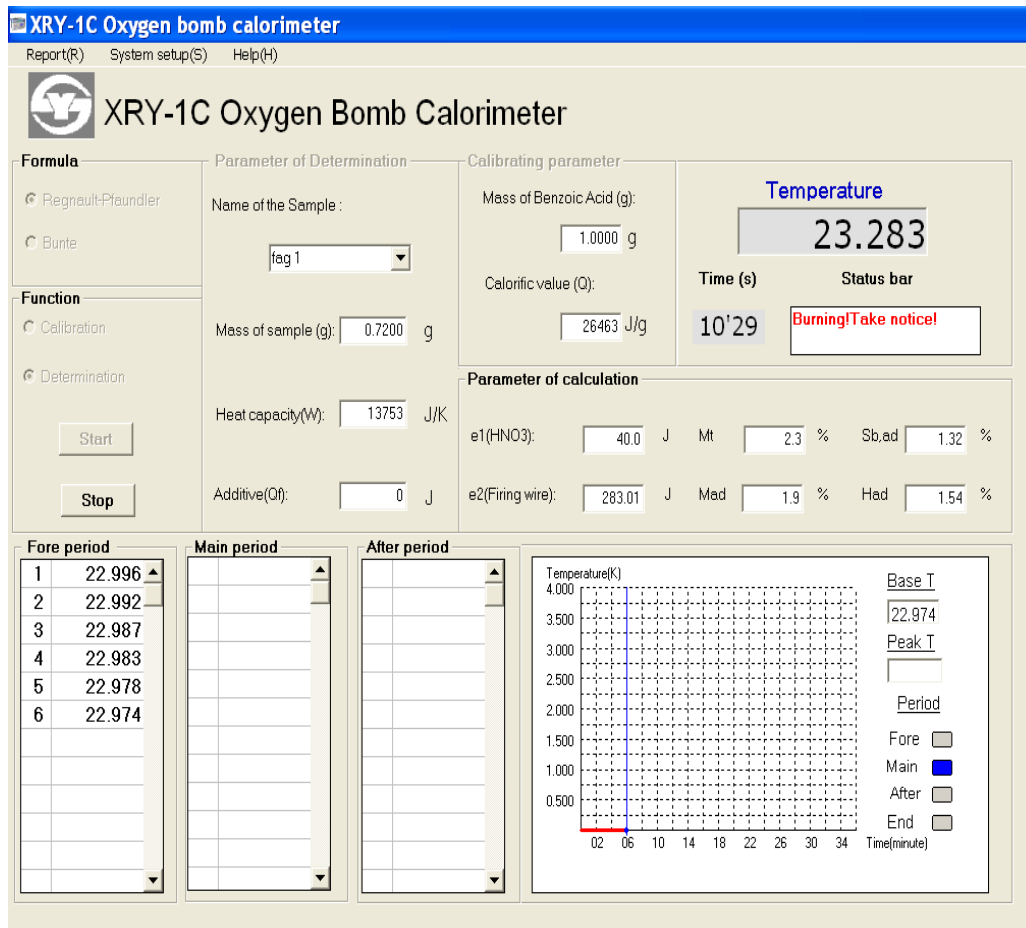 XRY-1C Oxygen bomb calorimeter
Report(R) System setup(S) Help(H)
XRY-1C Oxygen Bomb Calorimeter
Formula
Regnault-Pfaundler
Bunte
Function
Calibration
Determination
Start
Stop
Parameter of Determination
Name of the Sample :
fag 1
Mass of sample (g): 0.7200 g
Heat capacity(W): 13753 J/K
Additive(Qf): 0 J
Calibrating parameter
Mass of Benzoic Acid (g):
1.0000 g
Calorific value (Q):
26463 J/g
Temperature
23.283
Time (s) Status bar
10'29 Burning!Take notice!
Parameter of calculation
e1(HNO3): 40.0 J Mt 2.3 % Sb,ad 1.32 %
e2(Firing wire): 283.01 J Mad 1.9 % Had 1.54 %
Fore period
1 22.996
2 22.992
3 22.987
4 22.983
5 22.978
6 22.974
Main period
After period
Temperature(K)
4.000
3.500
3.000
2.500
2.000
1.500
1.000
0.500
02 06 10 14 18 22 26 30 34 Time(minute)
Base T
22.974
Peak T
Period
Fore
Main
After
End